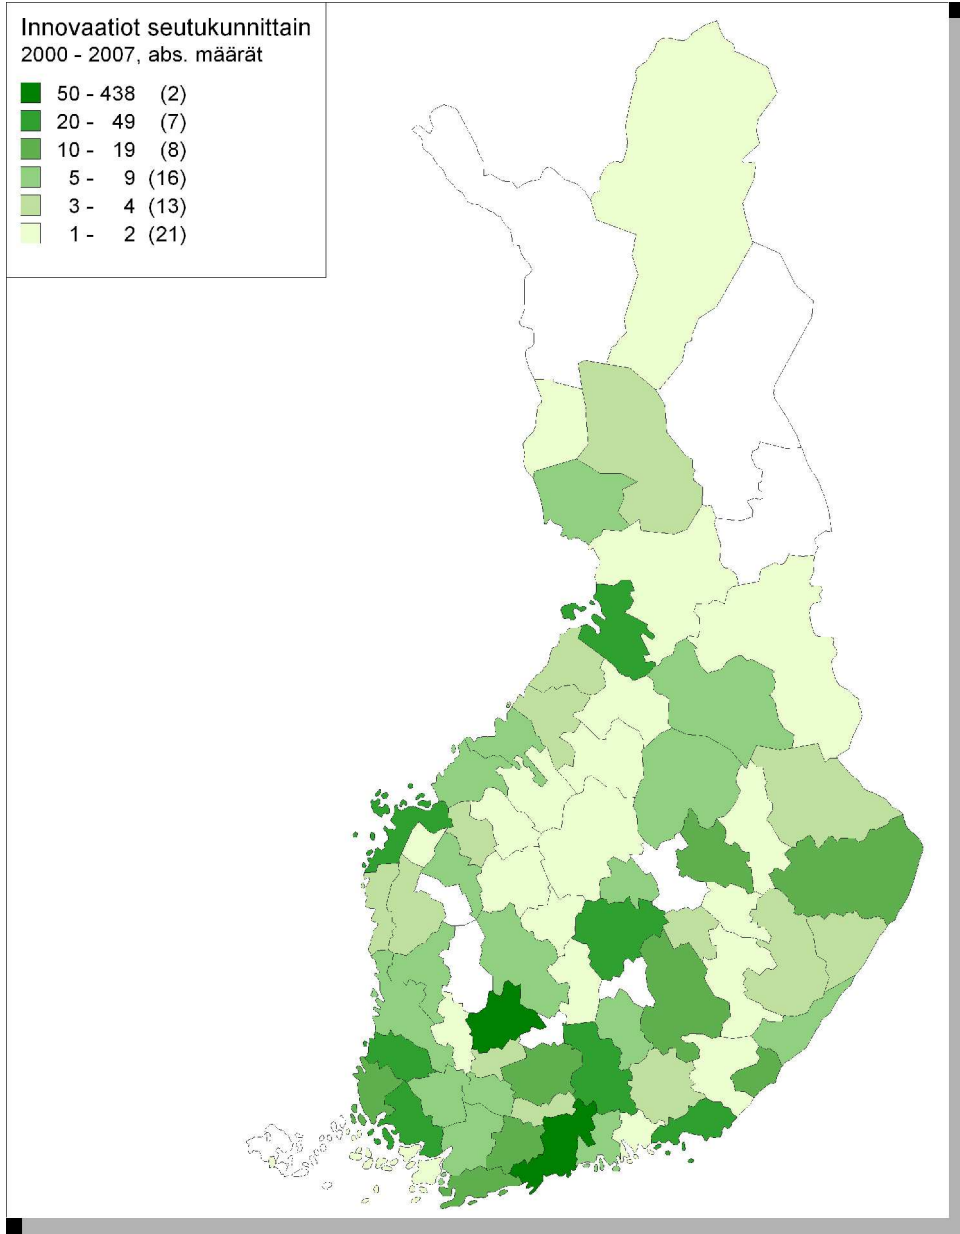 Innovaatiot seutukunnittain
2000 - 2007, abs. määrät
50 - 438 (2)
20 - 49 (7)
10 - 19 (8)
5 - 9 (16)
3 - 4 (13)
1 - 2 (21)